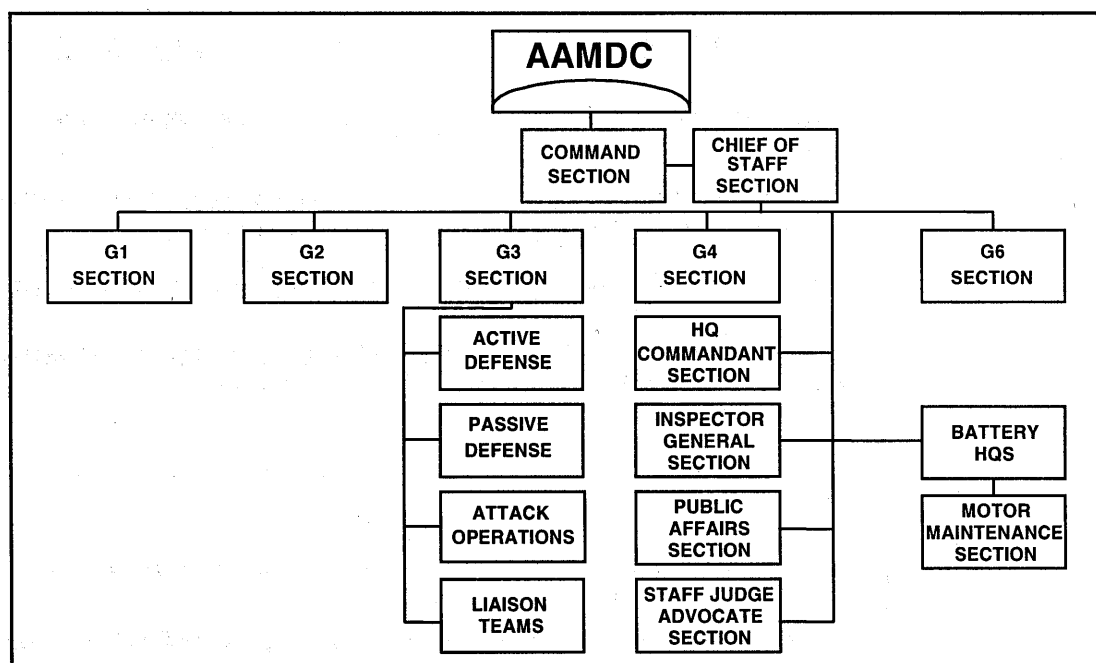 AAMDC
COMMAND
SECTION
CHIEF OF
STAFF
SECTION
G1
SECTION
G2
SECTION
G3
SECTION
G4
SECTION
G6
SECTION
ACTIVE
DEFENSE
PASSIVE
DEFENSE
ATTACK
OPERATIONS
LIAISON
TEAMS
HQ
COMMANDANT
SECTION
INSPECTOR
GENERAL
SECTION
PUBLIC
AFFAIRS
SECTION
STAFF JUDGE
ADVOCATE
SECTION
BATTERY
HQS
MOTOR
MAINTENANCE
SECTION